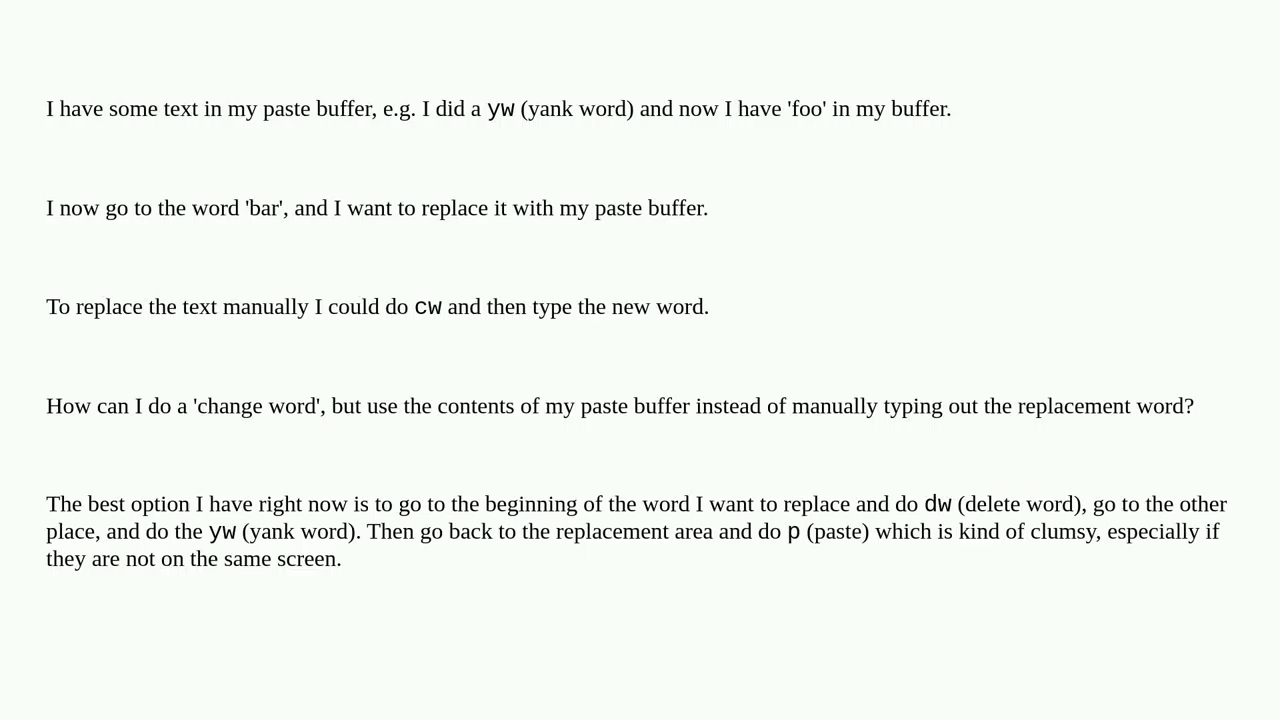 I have some text in my paste buffer, e.g. I did a yw (yank word) and now I have 'foo' in my buffer.
I now go to the word 'bar', and I want to replace it with my paste buffer.
To replace the text manually I could do cw and then type the new word.
How can I do a 'change word', but use the contents of my paste buffer instead of manually typing out the replacement word?
The best option I have right now is to go to the beginning of the word I want to replace and do dw (delete word), go to the other
place, and do the yw (yank word). Then go back to the replacement area and do p (paste) which is kind of clumsy, especially if
they are not on the same screen.